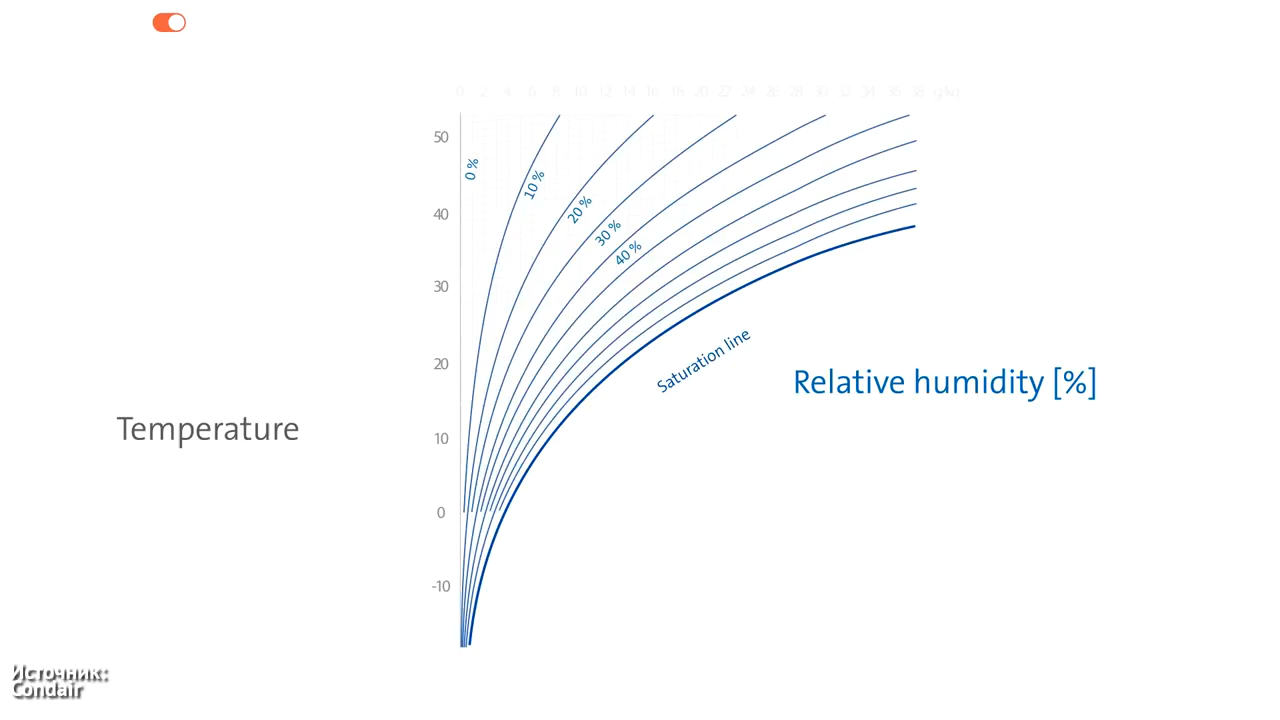 0 2 4 6 8 10 12 14 16 18 20 22 24 26 28 30 32 34 36 38 g/kg
50
0 %
10 %
40
20 %
30 %
40 %
30
20
Saturation line
Relative humidity [%]
Temperature
10
0
-10
Источник:
Condair